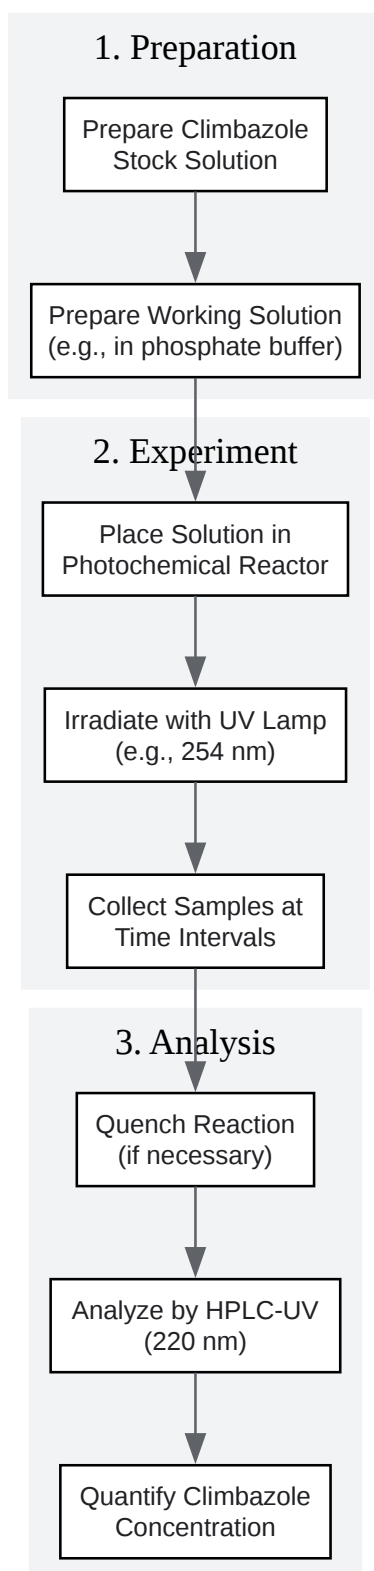 1. Preparation
Prepare Climbazole
Stock Solution
Prepare Working Solution
(e.g., in phosphate buffer)
2. Experiment
Place Solution in
Photochemical Reactor
Irradiate with UV Lamp
(e.g., 254 nm)
Collect Samples at
Time Intervals
3. Analysis
Quench Reaction
(if necessary)
Analyze by HPLC-UV
(220 nm)
Quantify Climbazole
Concentration